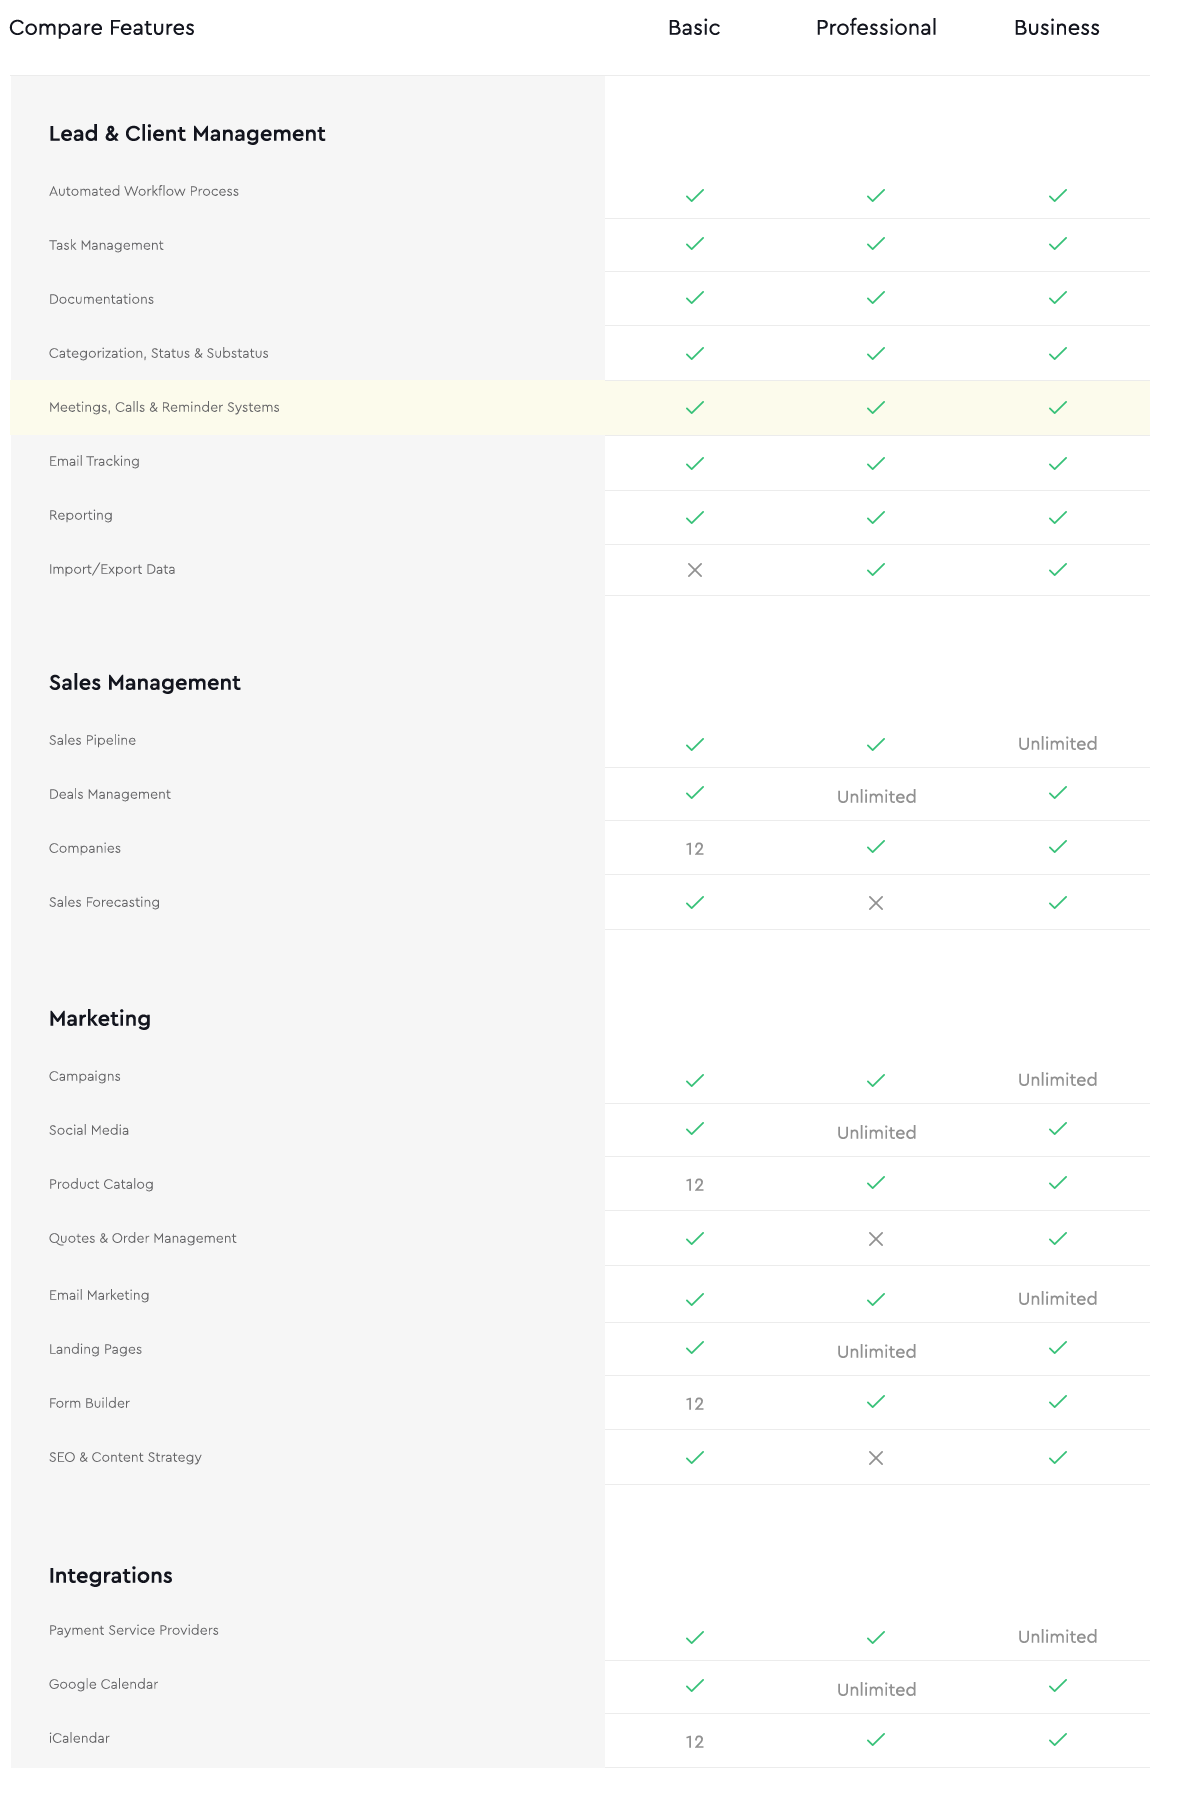 Compare Features Basic Professional Business
Lead & Client Management
Automated Workflow Process
Task Management
Documentations
Categorization, Status & Substatus
Meetings, Calls & Reminder Systems
Email Tracking
Reporting
Import/Export Data
Sales Management
Sales Pipeline Unlimited
Deals Management Unlimited
Companies 12
Sales Forecasting
Marketing
Campaigns Unlimited
Social Media Unlimited
Product Catalog 12
Quotes & Order Management
Email Marketing Unlimited
Landing Pages Unlimited
Form Builder 12
SEO & Content Strategy
Integrations
Payment Service Providers Unlimited
Google Calendar Unlimited
iCalendar 12